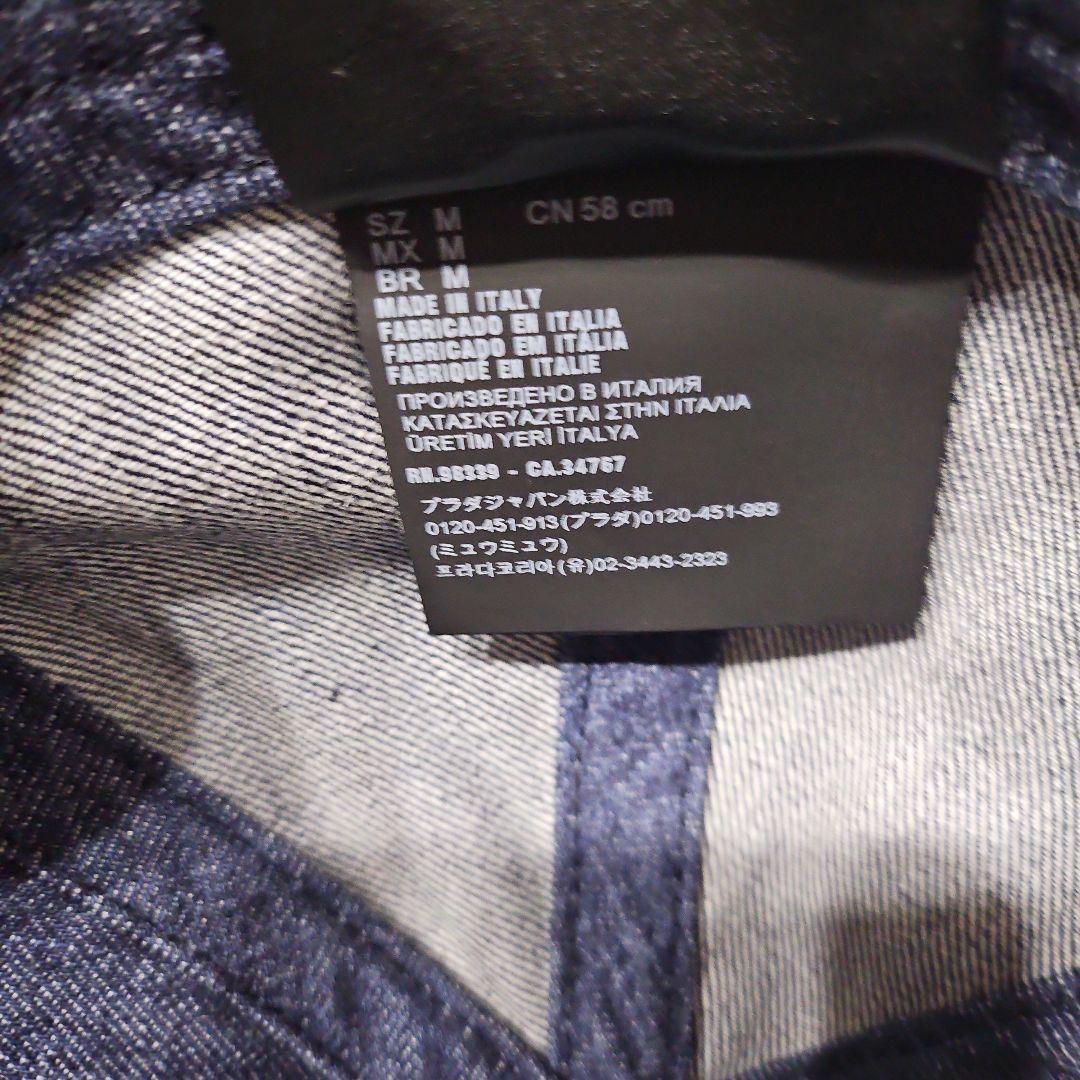 SZ M CN 58 cm
MX M
BR M
MADE IN ITALY
FABRICADO EN ITALIA
FABRICADO EM ITALIA
FABRIQUÉ EN ITALIE
ПРОИЗВЕДЕНО В ИТАЛИЯ
ΚΑΤΑΣΚΕΥΑΖΕΤΑΙ ΣΤΗΝ ΙΤΑΛΙΑ
ÜRETİM YERİ İTALYA
RN.98339 - CA.34767
プラダジャパン株式会社
0120-451-913(プラダ)0120-451-993
(ミュウミュウ)
프라다코리아(유)02-3443-2323